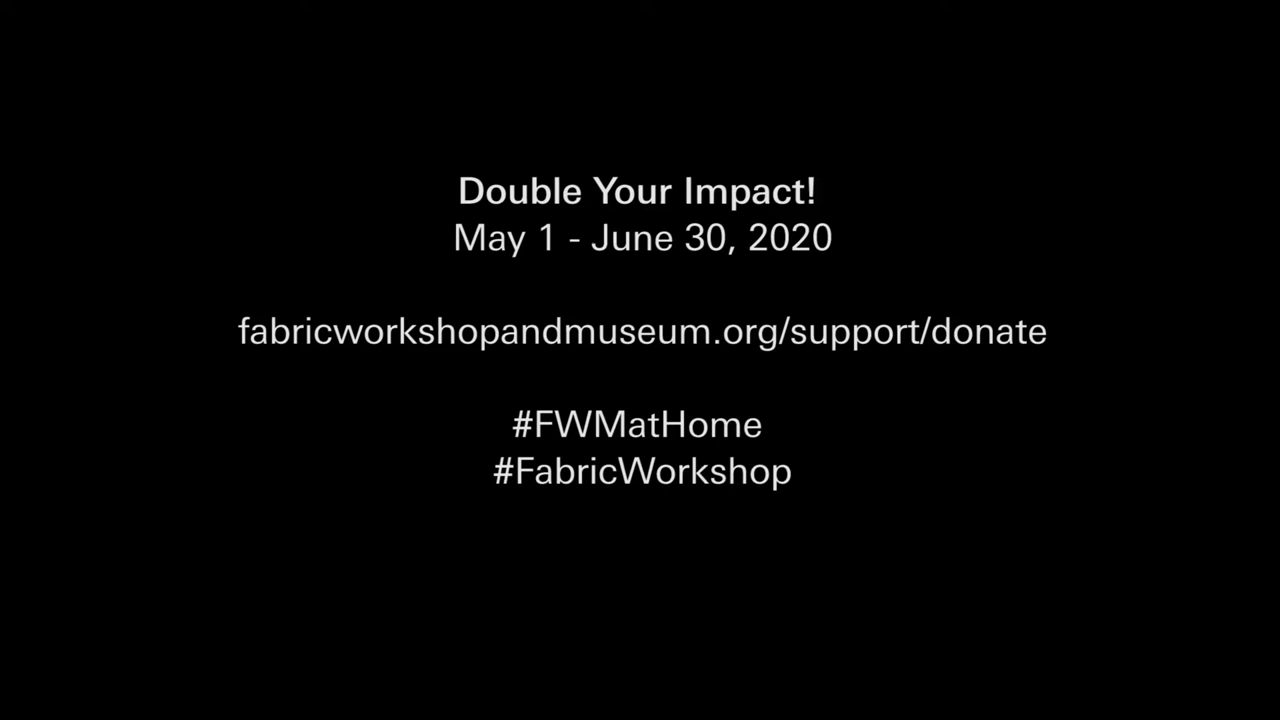 Double Your Impact!
May 1 - June 30, 2020
fabricworkshopandmuseum.org/support/donate
#FWMatHome
#FabricWorkshop